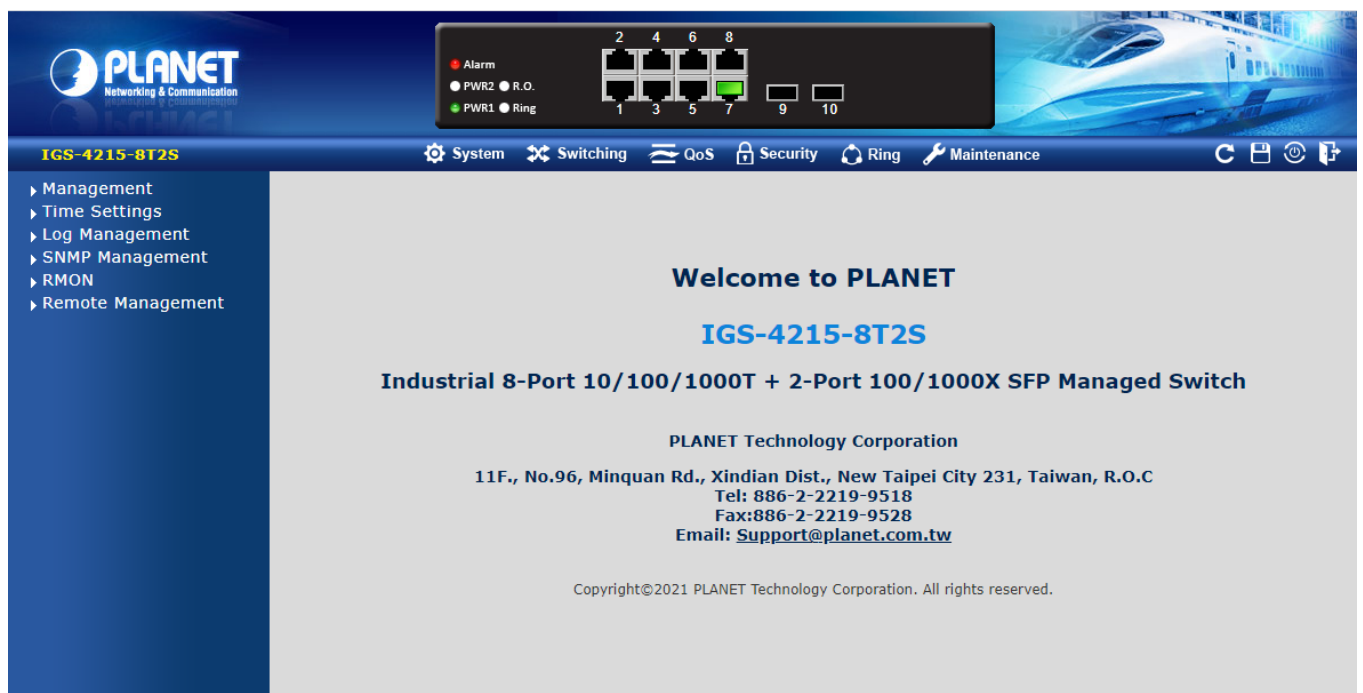 PLANET
Networking & Communication
2 4 6 8
Alarm
PWR2 R.O.
PWR1 Ring
1 3 5 7 9 10
IGS-4215-8T2S
System Switching QoS Security Ring Maintenance
Management
Time Settings
Log Management
SNMP Management
RMON
Remote Management
Welcome to PLANET
IGS-4215-8T2S
Industrial 8-Port 10/100/1000T + 2-Port 100/1000X SFP Managed Switch
PLANET Technology Corporation
11F., No.96, Minquan Rd., Xindian Dist., New Taipei City 231, Taiwan, R.O.C
Tel: 886-2-2219-9518
Fax:886-2-2219-9528
Email: Support@planet.com.tw
Copyright©2021 PLANET Technology Corporation. All rights reserved.